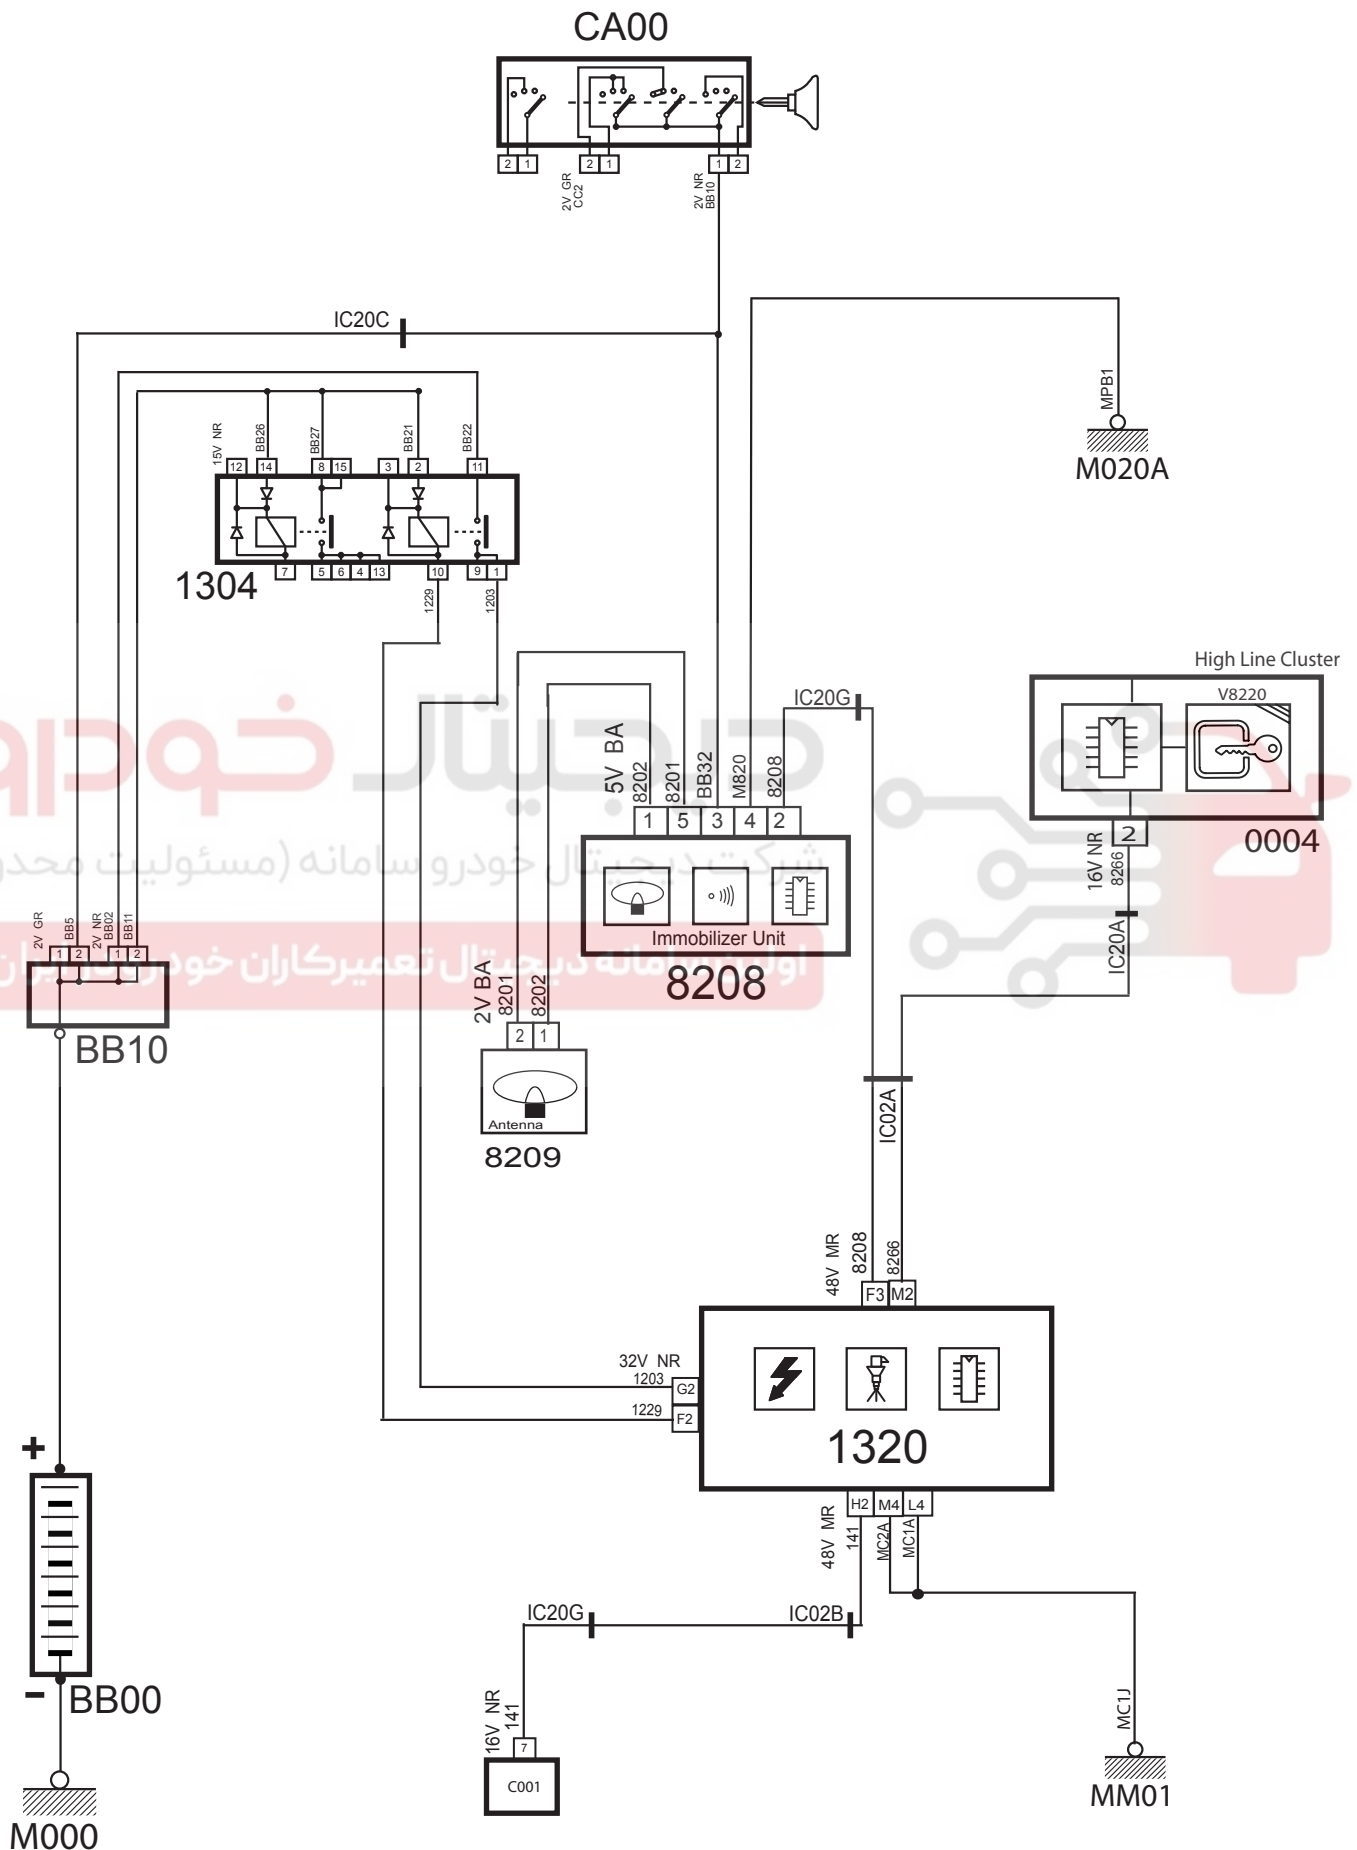 CA00
2 1
2 1
1 2
2V GR
CC2
2V NR
BB10
IC20C
MPB1
M020A
15V NR
BB26
BB27
BB21
BB22
12 14 8 15 3 2 11
7 5 6 4 13 10 9 1
1304
1229
1203
High Line Cluster
V8220
2
0004
16V NR
8266
IC20A
IC20G
5V BA
8202
8201
BB32
M820
8208
1 5 3 4 2
Immobilizer Unit
8208
دیجیتال خودرو
شرکت دیجیتال خودرو سامانه (مسئولیت محدو
اولین سامانه دیجیتال تعمیرکاران خودرو در ایران
2V GR
BB5
2V NR
BB02
BB11
1 2 1 2
BB10
2V BA
8201
8202
2 1
Antenna
8209
IC02A
48V MR
8208
8266
F3 M2
32V NR
1203
G2
1229
F2
1320
H2 M4 L4
48V MR
141
MC2A
MC1A
+
-
BB00
M000
IC20G
IC02B
16V NR
141
7
C001
MC1J
MM01